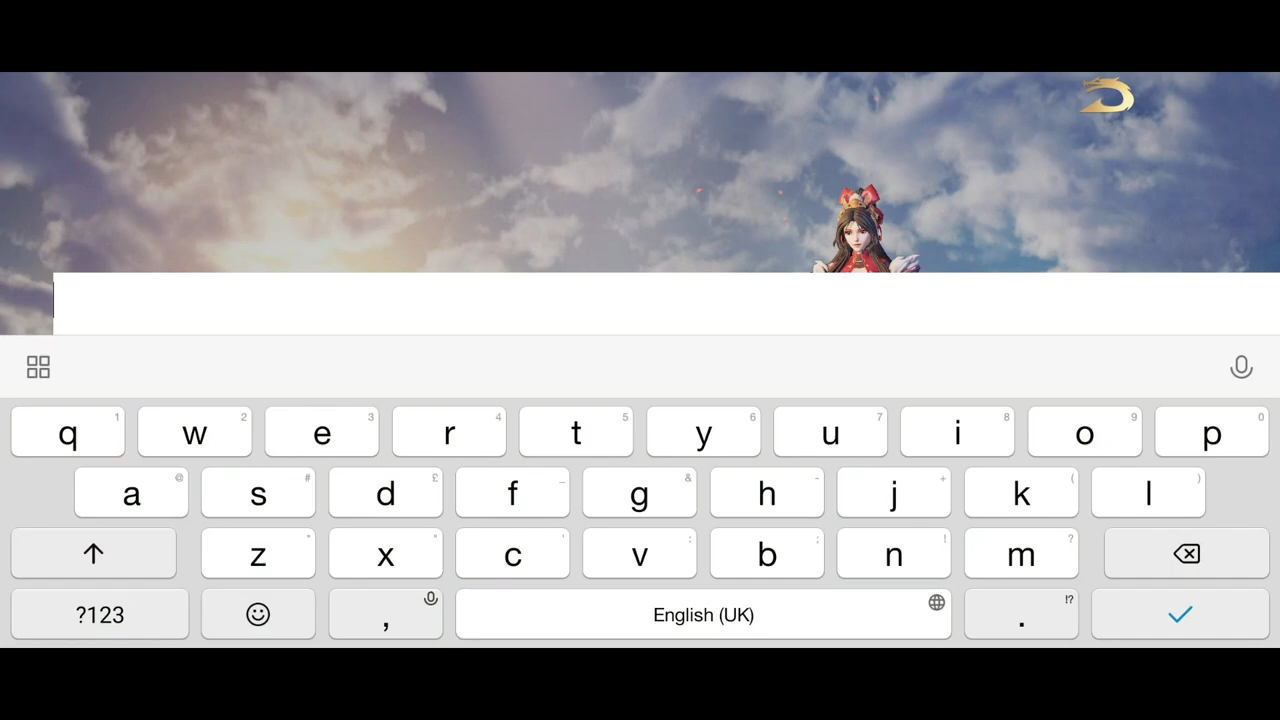 q 1 w 2 e 3 r 4 t 5 y 6 u 7 i 8 o 9 p 0
a @ s # d £ f _ g & h - j + k ( l )
z * x " c ' v : b ; n ! m ?
?123 , English (UK) . !?